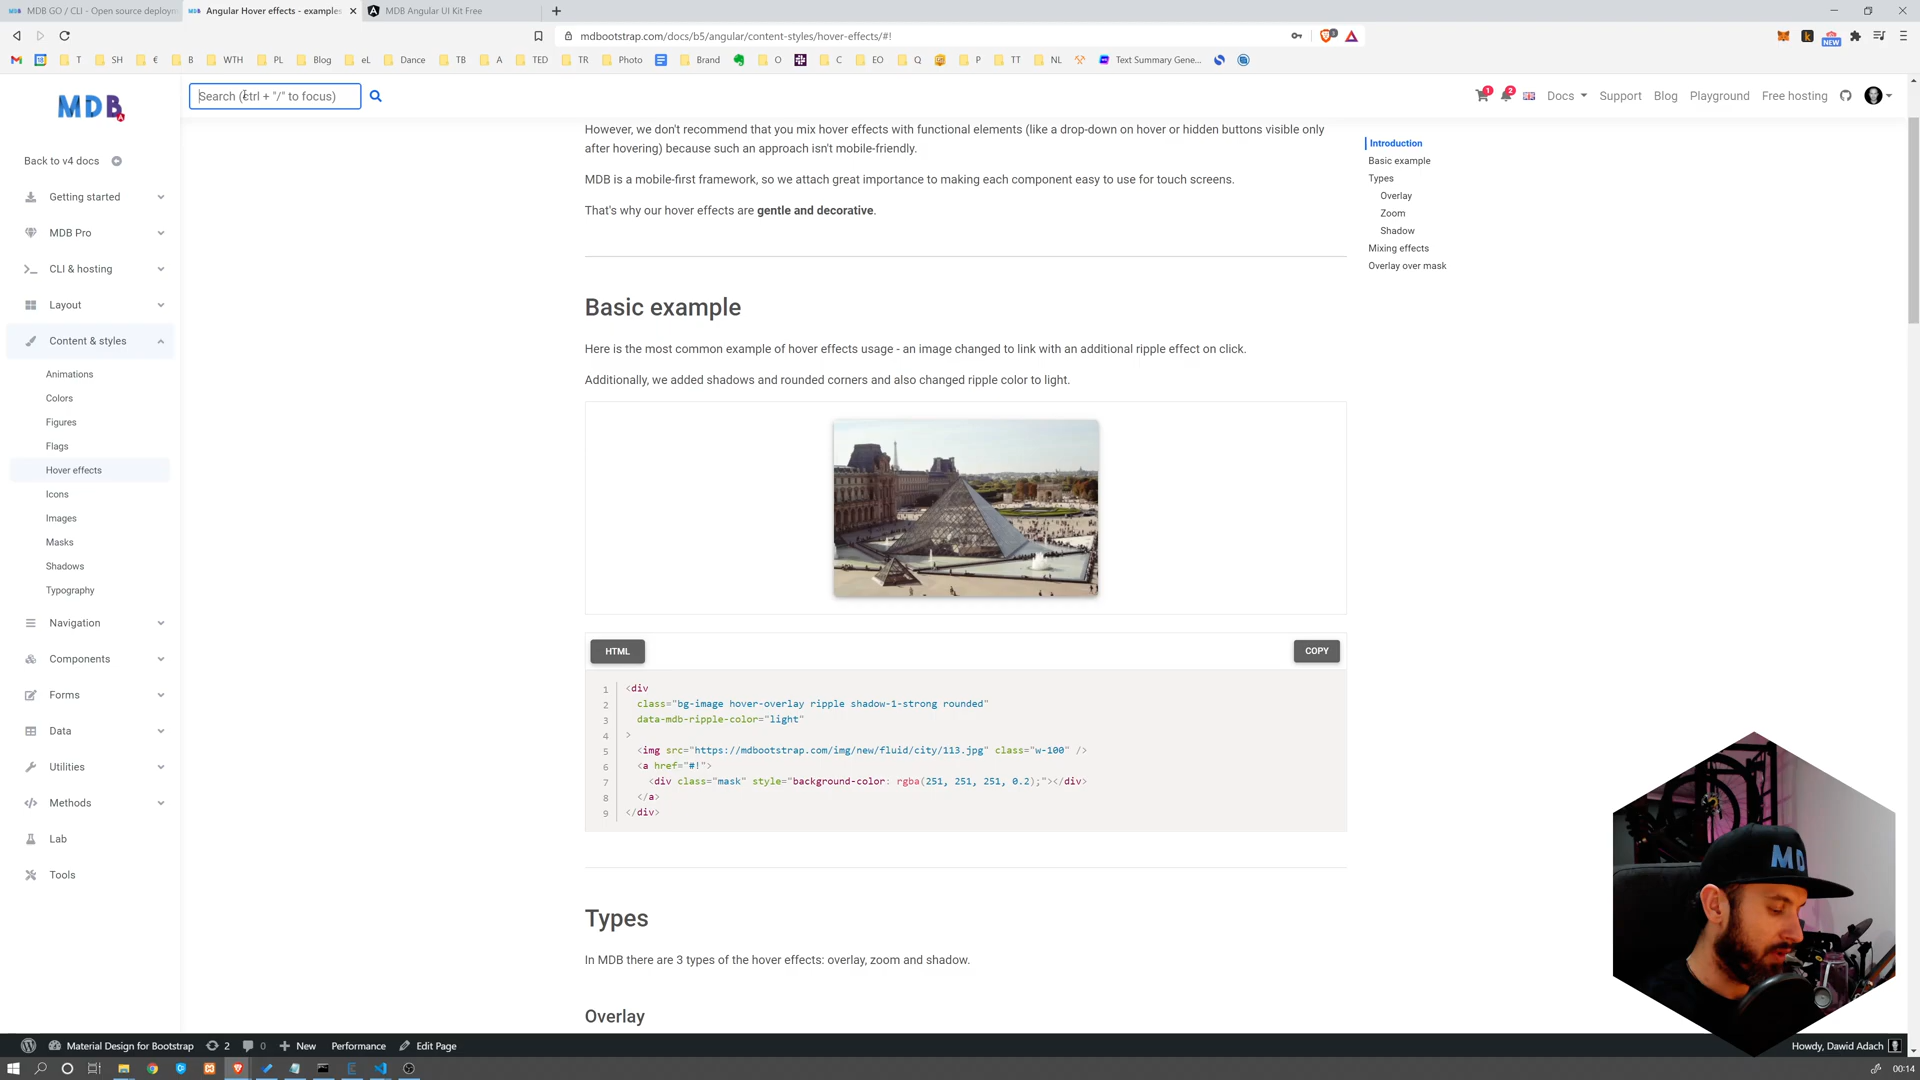 MDB GO / CLI - Open source deploym
Angular Hover effects - examples
MDB Angular UI Kit Free
mdbootstrap.com/docs/b5/angular/content-styles/hover-effects/#!
T SH € B WTH PL Blog eL Dance TB A TED TR Photo Brand O C EO Q P TT NL Text Summary Gene...
NEW
MDB
Search (ctrl + "/" to focus)
1 2 Docs Support Blog Playground Free hosting
Back to v4 docs
Getting started
MDB Pro
CLI & hosting
Layout
Content & styles
Animations
Colors
Figures
Flags
Hover effects
Icons
Images
Masks
Shadows
Typography
Navigation
Components
Forms
Data
Utilities
Methods
Lab
Tools
However, we don't recommend that you mix hover effects with functional elements (like a drop-down on hover or hidden buttons visible only
after hovering) because such an approach isn't mobile-friendly.
MDB is a mobile-first framework, so we attach great importance to making each component easy to use for touch screens.
That's why our hover effects are gentle and decorative.
Basic example
Here is the most common example of hover effects usage - an image changed to link with an additional ripple effect on click.
Additionally, we added shadows and rounded corners and also changed ripple color to light.
HTML
COPY
1 <div
2 class="bg-image hover-overlay ripple shadow-1-strong rounded"
3 data-mdb-ripple-color="light"
4 >
5 <img src="https://mdbootstrap.com/img/new/fluid/city/113.jpg" class="w-100" />
6 <a href="#!">
7 <div class="mask" style="background-color: rgba(251, 251, 251, 0.2);"></div>
8 </a>
9 </div>
Types
In MDB there are 3 types of the hover effects: overlay, zoom and shadow.
Overlay
Introduction
Basic example
Types
Overlay
Zoom
Shadow
Mixing effects
Overlay over mask
MD
Material Design for Bootstrap 2 0 New Performance Edit Page
Howdy, Dawid Adach
00:14